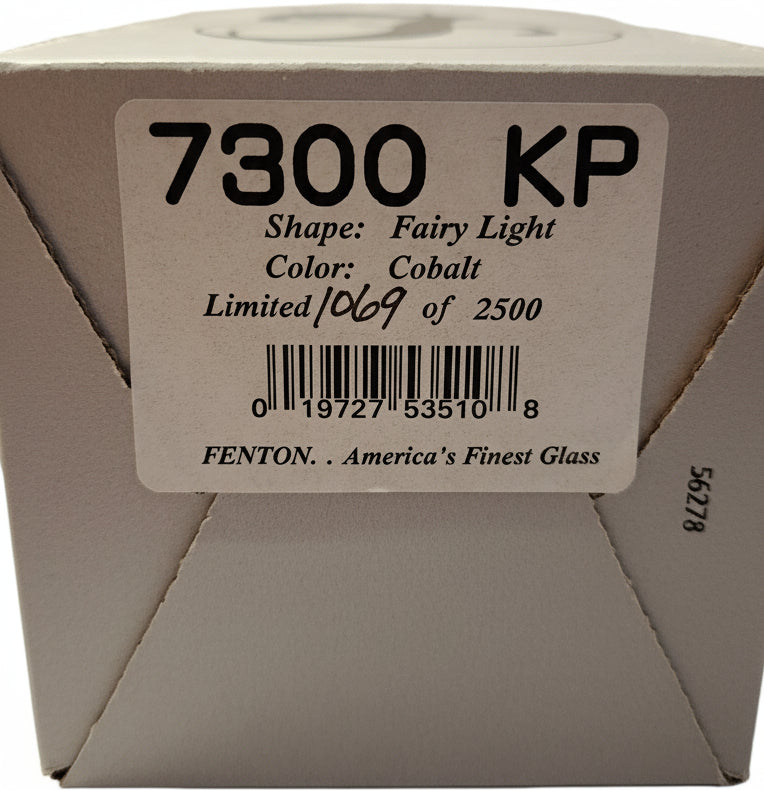 7300 KP
Shape: Fairy Light
Color: Cobalt
Limited 1069 of 2500
0 19727 53510 8
FENTON. . America's Finest Glass
56278